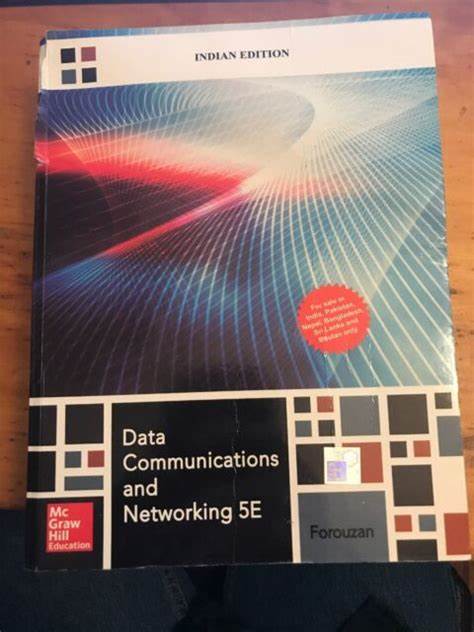 INDIAN EDITION
For sale in
India, Pakistan,
Nepal, Bangladesh,
Sri Lanka and
Bhutan only
Data
Communications
and
Networking 5E
Mc
Graw
Hill
Education
Forouzan